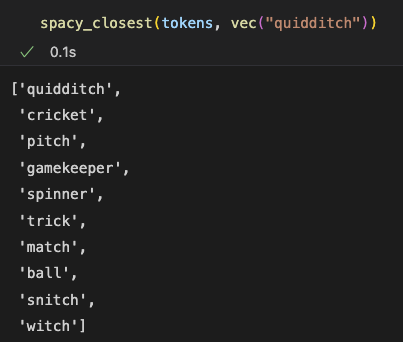 spacy_closest(tokens, vec("quidditch"))
✓ 0.1s
['quidditch',
 'cricket',
 'pitch',
 'gamekeeper',
 'spinner',
 'trick',
 'match',
 'ball',
 'snitch',
 'witch']